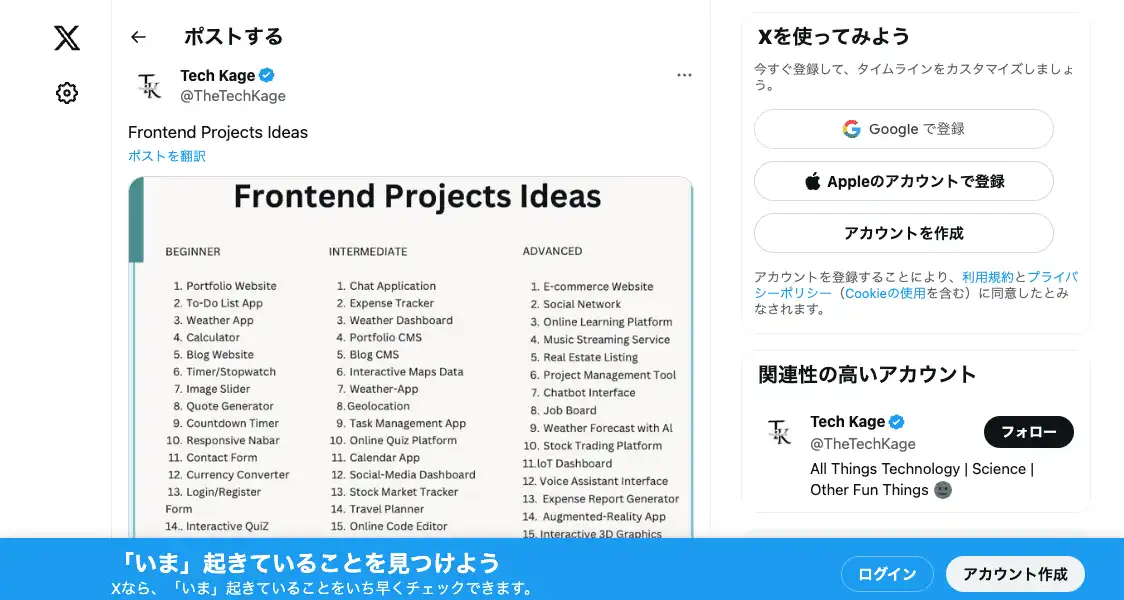 ポストする
Tech Kage
@TheTechKage
Frontend Projects Ideas
ポストを翻訳
Frontend Projects Ideas
BEGINNER
1. Portfolio Website
2. To-Do List App
3. Weather App
4. Calculator
5. Blog Website
6. Timer/Stopwatch
7. Image Slider
8. Quote Generator
9. Countdown Timer
10. Responsive Nabar
11. Contact Form
12. Currency Converter
13. Login/Register
Form
14.. Interactive QuiZ
INTERMEDIATE
1. Chat Application
2. Expense Tracker
3. Weather Dashboard
4. Portfolio CMS
5. Blog CMS
6. Interactive Maps Data
7. Weather-App
8.Geolocation
9. Task Management App
10. Online Quiz Platform
11. Calendar App
12. Social-Media Dashboard
13. Stock Market Tracker
14. Travel Planner
15. Online Code Editor
ADVANCED
1. E-commerce Website
2. Social Network
3. Online Learning Platform
4. Music Streaming Service
5. Real Estate Listing
6. Project Management Tool
7. Chatbot Interface
8. Job Board
9. Weather Forecast with AI
10. Stock Trading Platform
11.IoT Dashboard
12. Voice Assistant Interface
13. Expense Report Generator
14. Augmented-Reality App
15. Interactive 3D Graphics
Xを使ってみよう
今すぐ登録して、タイムラインをカスタマイズしましょ
う。
Google で登録
Appleのアカウントで登録
アカウントを作成
アカウントを登録することにより、利用規約とプライバ
シーポリシー（Cookieの使用を含む）に同意したとみ
なされます。
関連性の高いアカウント
Tech Kage
@TheTechKage
フォロー
All Things Technology | Science |
Other Fun Things 🌚
「いま」起きていることを見つけよう
Xなら、「いま」起きていることをいち早くチェックできます。
ログイン
アカウント作成